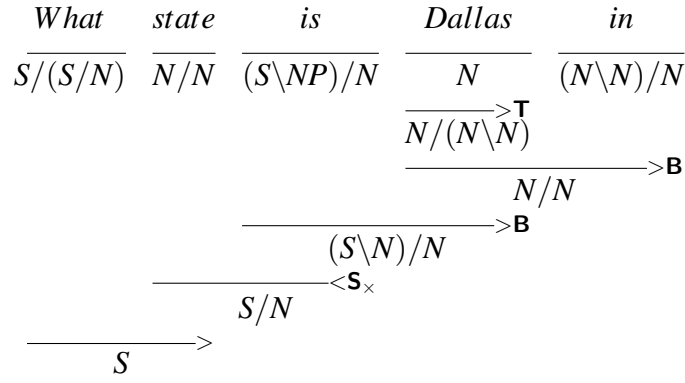 What state is Dallas in
S/(S/N) N/N (S\NP)/N N (N\N)/N
>T
N/(N\N)
>B
N/N
>B
(S\N)/N
<S×
S/N
>
S